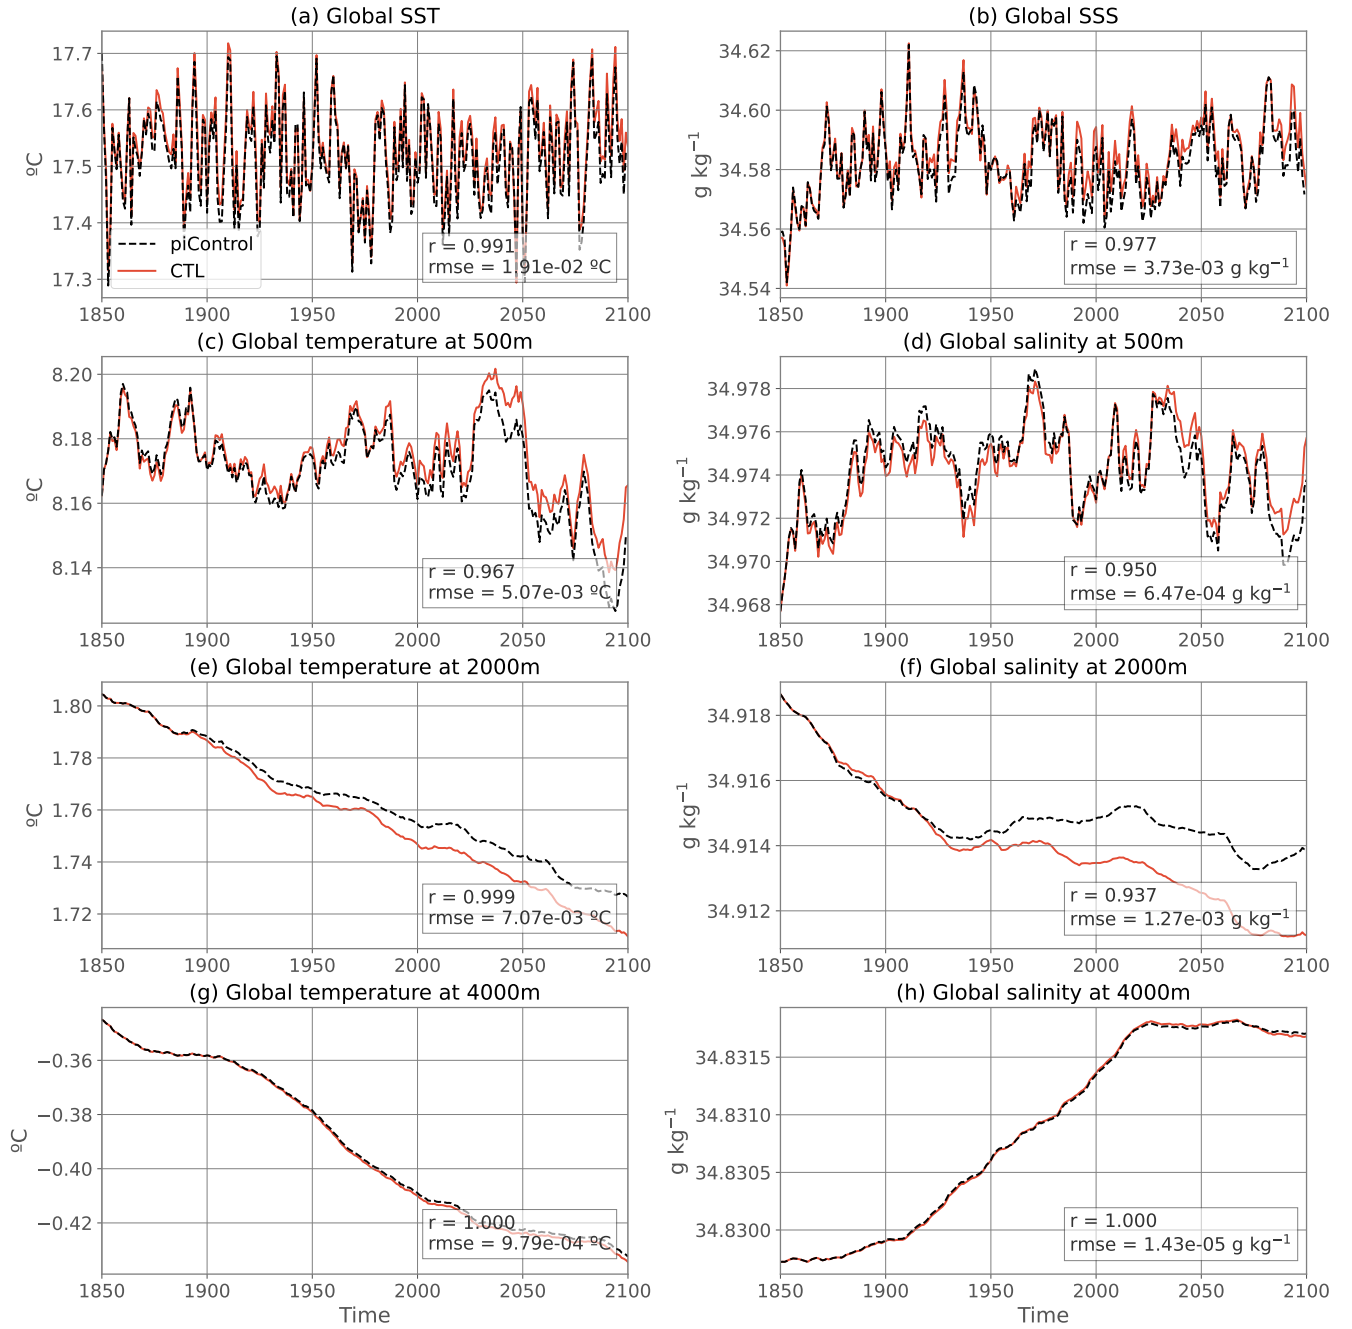 (a) Global SST
(b) Global SSS
17.7
17.6
17.5
17.4
17.3
ºC
piControl
CTL
r = 0.991
rmse = 1.91e-02 ºC
1850 1900 1950 2000 2050 2100
34.62
34.60
34.58
34.56
34.54
g kg⁻¹
r = 0.977
rmse = 3.73e-03 g kg⁻¹
1850 1900 1950 2000 2050 2100
(c) Global temperature at 500m
(d) Global salinity at 500m
8.20
8.18
8.16
8.14
ºC
r = 0.967
rmse = 5.07e-03 ºC
1850 1900 1950 2000 2050 2100
34.978
34.976
34.974
34.972
34.970
34.968
g kg⁻¹
r = 0.950
rmse = 6.47e-04 g kg⁻¹
1850 1900 1950 2000 2050 2100
(e) Global temperature at 2000m
(f) Global salinity at 2000m
1.80
1.78
1.76
1.74
1.72
ºC
r = 0.999
rmse = 7.07e-03 ºC
1850 1900 1950 2000 2050 2100
34.918
34.916
34.914
34.912
g kg⁻¹
r = 0.937
rmse = 1.27e-03 g kg⁻¹
1850 1900 1950 2000 2050 2100
(g) Global temperature at 4000m
(h) Global salinity at 4000m
−0.36
−0.38
−0.40
−0.42
ºC
r = 1.000
rmse = 9.79e-04 ºC
1850 1900 1950 2000 2050 2100
Time
34.8315
34.8310
34.8305
34.8300
g kg⁻¹
r = 1.000
rmse = 1.43e-05 g kg⁻¹
1850 1900 1950 2000 2050 2100
Time